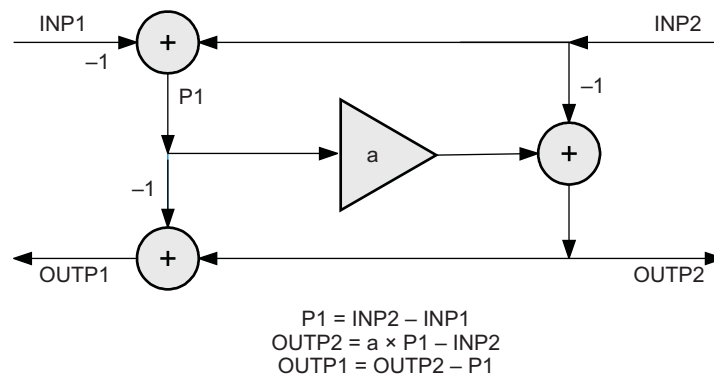 INP1
INP2
+
–1
P1
–1
a
+
–1
+
OUTP1
OUTP2
P1 = INP2 – INP1
OUTP2 = a × P1 – INP2
OUTP1 = OUTP2 – P1